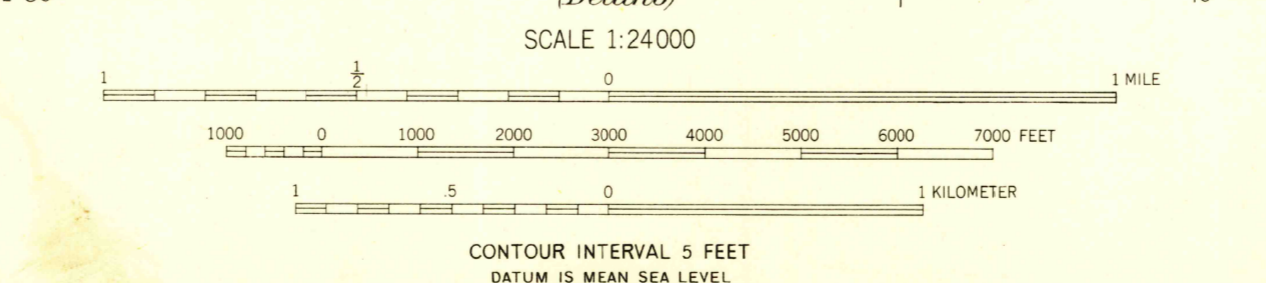 SCALE 1:24000
1 1/2 0 1 MILE
1000 0 1000 2000 3000 4000 5000 6000 7000 FEET
1 .5 0 1 KILOMETER
CONTOUR INTERVAL 5 FEET
DATUM IS MEAN SEA LEVEL